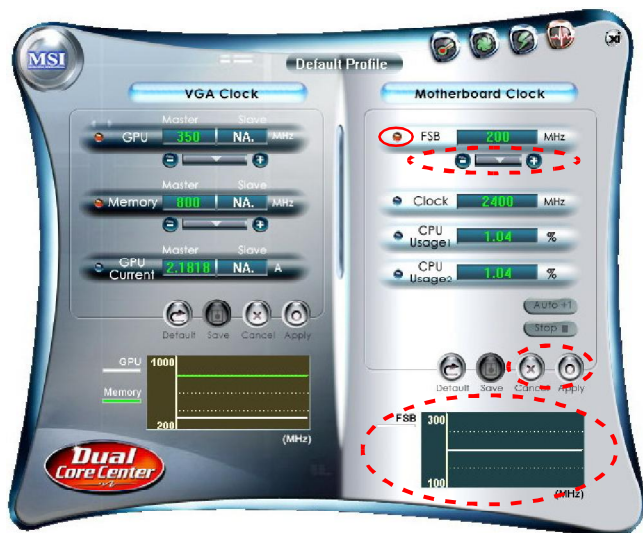 MSI
Default Profile
VGA Clock
Master Slave
GPU 350 NA. MHz
Master Slave
Memory 800 NA. MHz
Master Slave
GPU Current 2.1818 NA. A
Default Save Cancel Apply
GPU
Memory
1000
200
(MHz)
Dual
Core Center
Motherboard Clock
FSB 200 MHz
Clock 2400 MHz
CPU Usage1 1.04 %
CPU Usage2 1.04 %
Auto +1
Stop
Default Save Cancel Apply
FSB
300
100
(MHz)